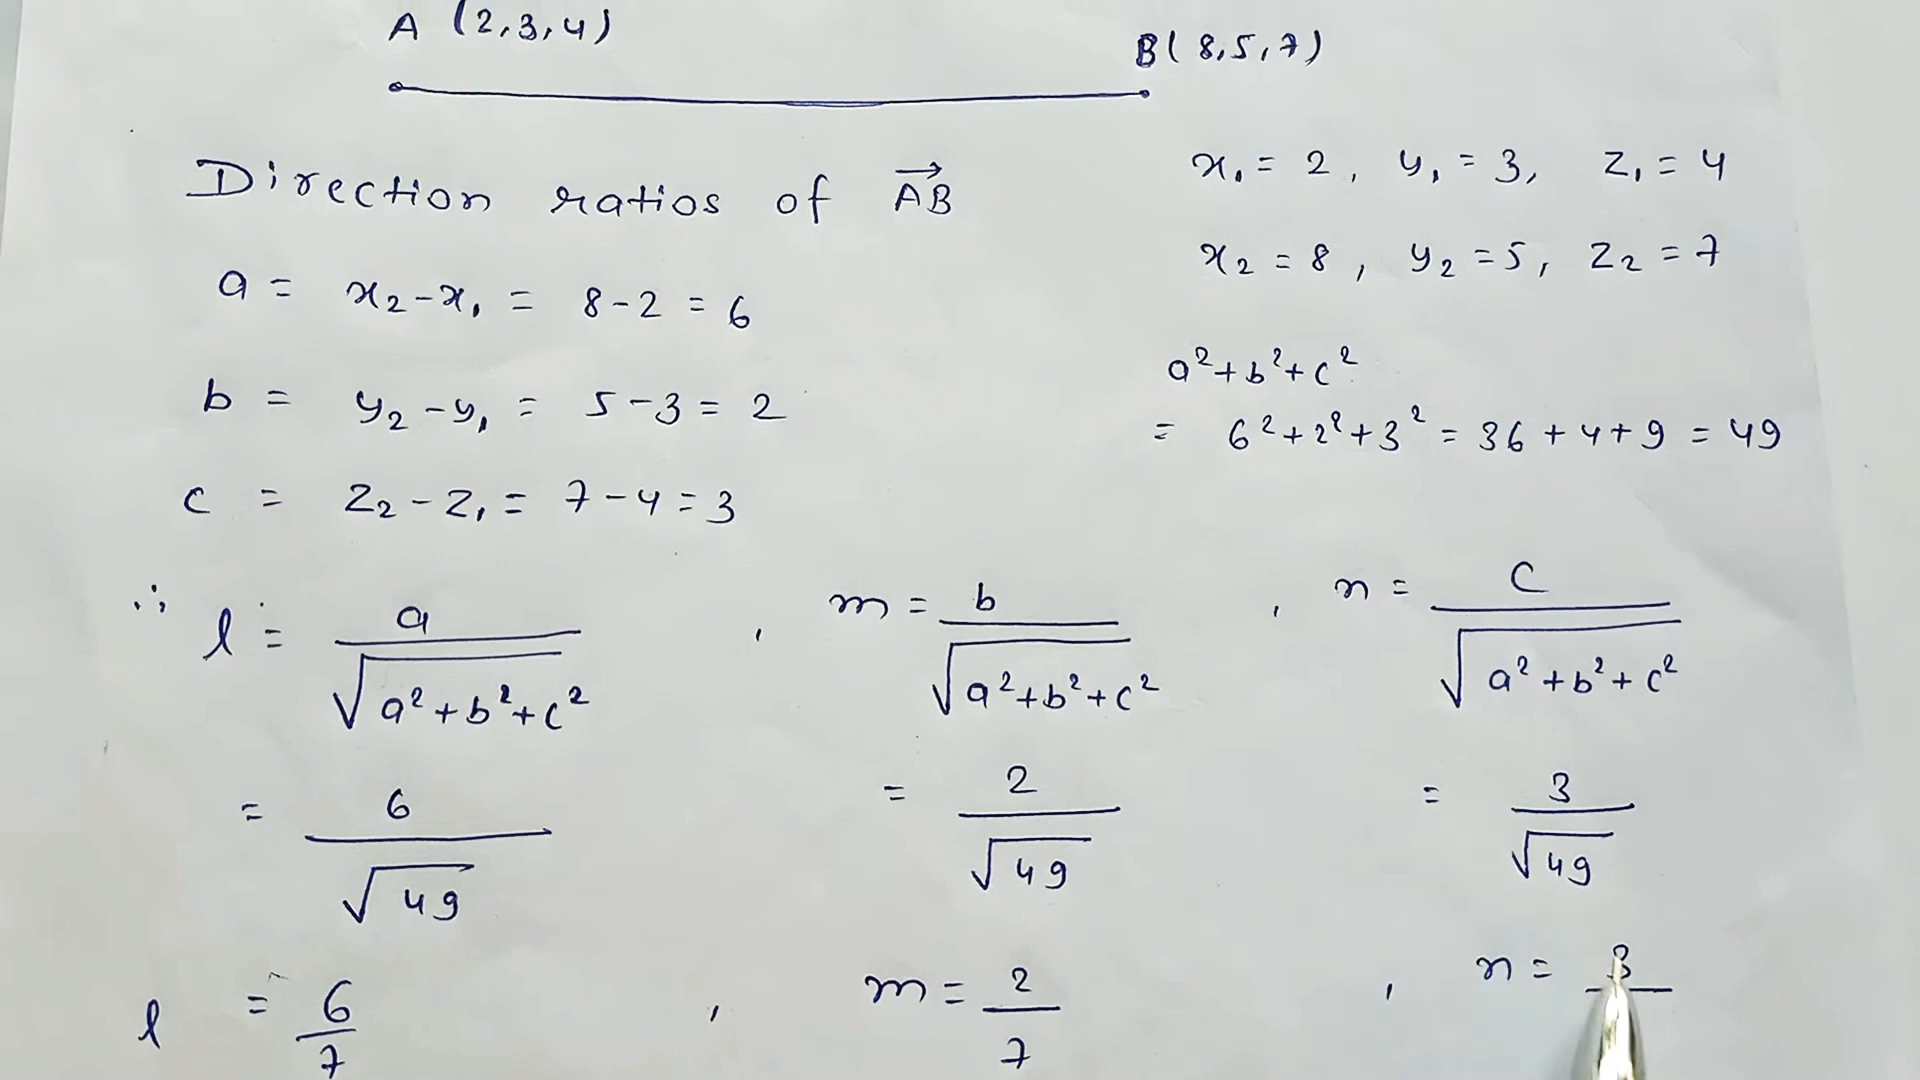 A (2,3,4)
B(8,5,7)
Direction ratios of \overrightarrow{AB}
x₁ = 2, y₁ = 3, z₁ = 4
x₂ = 8, y₂ = 5, z₂ = 7
a = x₂-x₁ = 8-2 = 6
b = y₂-y₁ = 5-3 = 2
c = z₂-z₁ = 7-4 = 3
a²+b²+c²
= 6²+2²+3² = 36+4+9 = 49
∴ l = a/√(a²+b²+c²), m = b/√(a²+b²+c²), n = c/√(a²+b²+c²)
= 6/√49 = 2/√49 = 3/√49
l = 6/7, m = 2/7, n = 3/